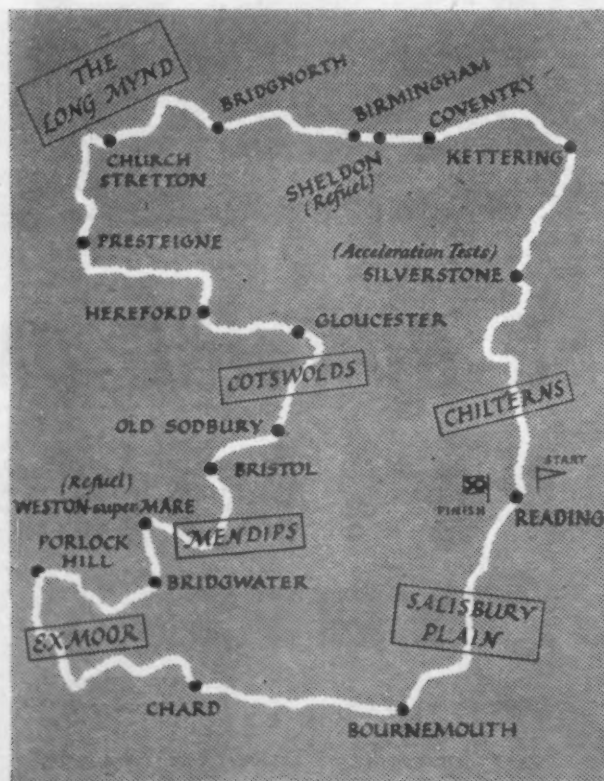 THE
LONG MYND
BRIDGNORTH
BIRMINGHAM
COVENTRY
CHURCH
STRETTON
SHELDON
(Refuel)
KETTERING
PRESTEIGNE
(Acceleration Tests)
SILVERSTONE
HEREFORD
GLOUCESTER
COTSWOLDS
CHILTERNS
OLD SODBURY
BRISTOL
START
FINISH
READING
(Refuel)
WESTON-super-MARE
MENDIPS
PORLOCK
HILL
BRIDGWATER
SALISBURY
PLAIN
EXMOOR
CHARD
BOURNEMOUTH